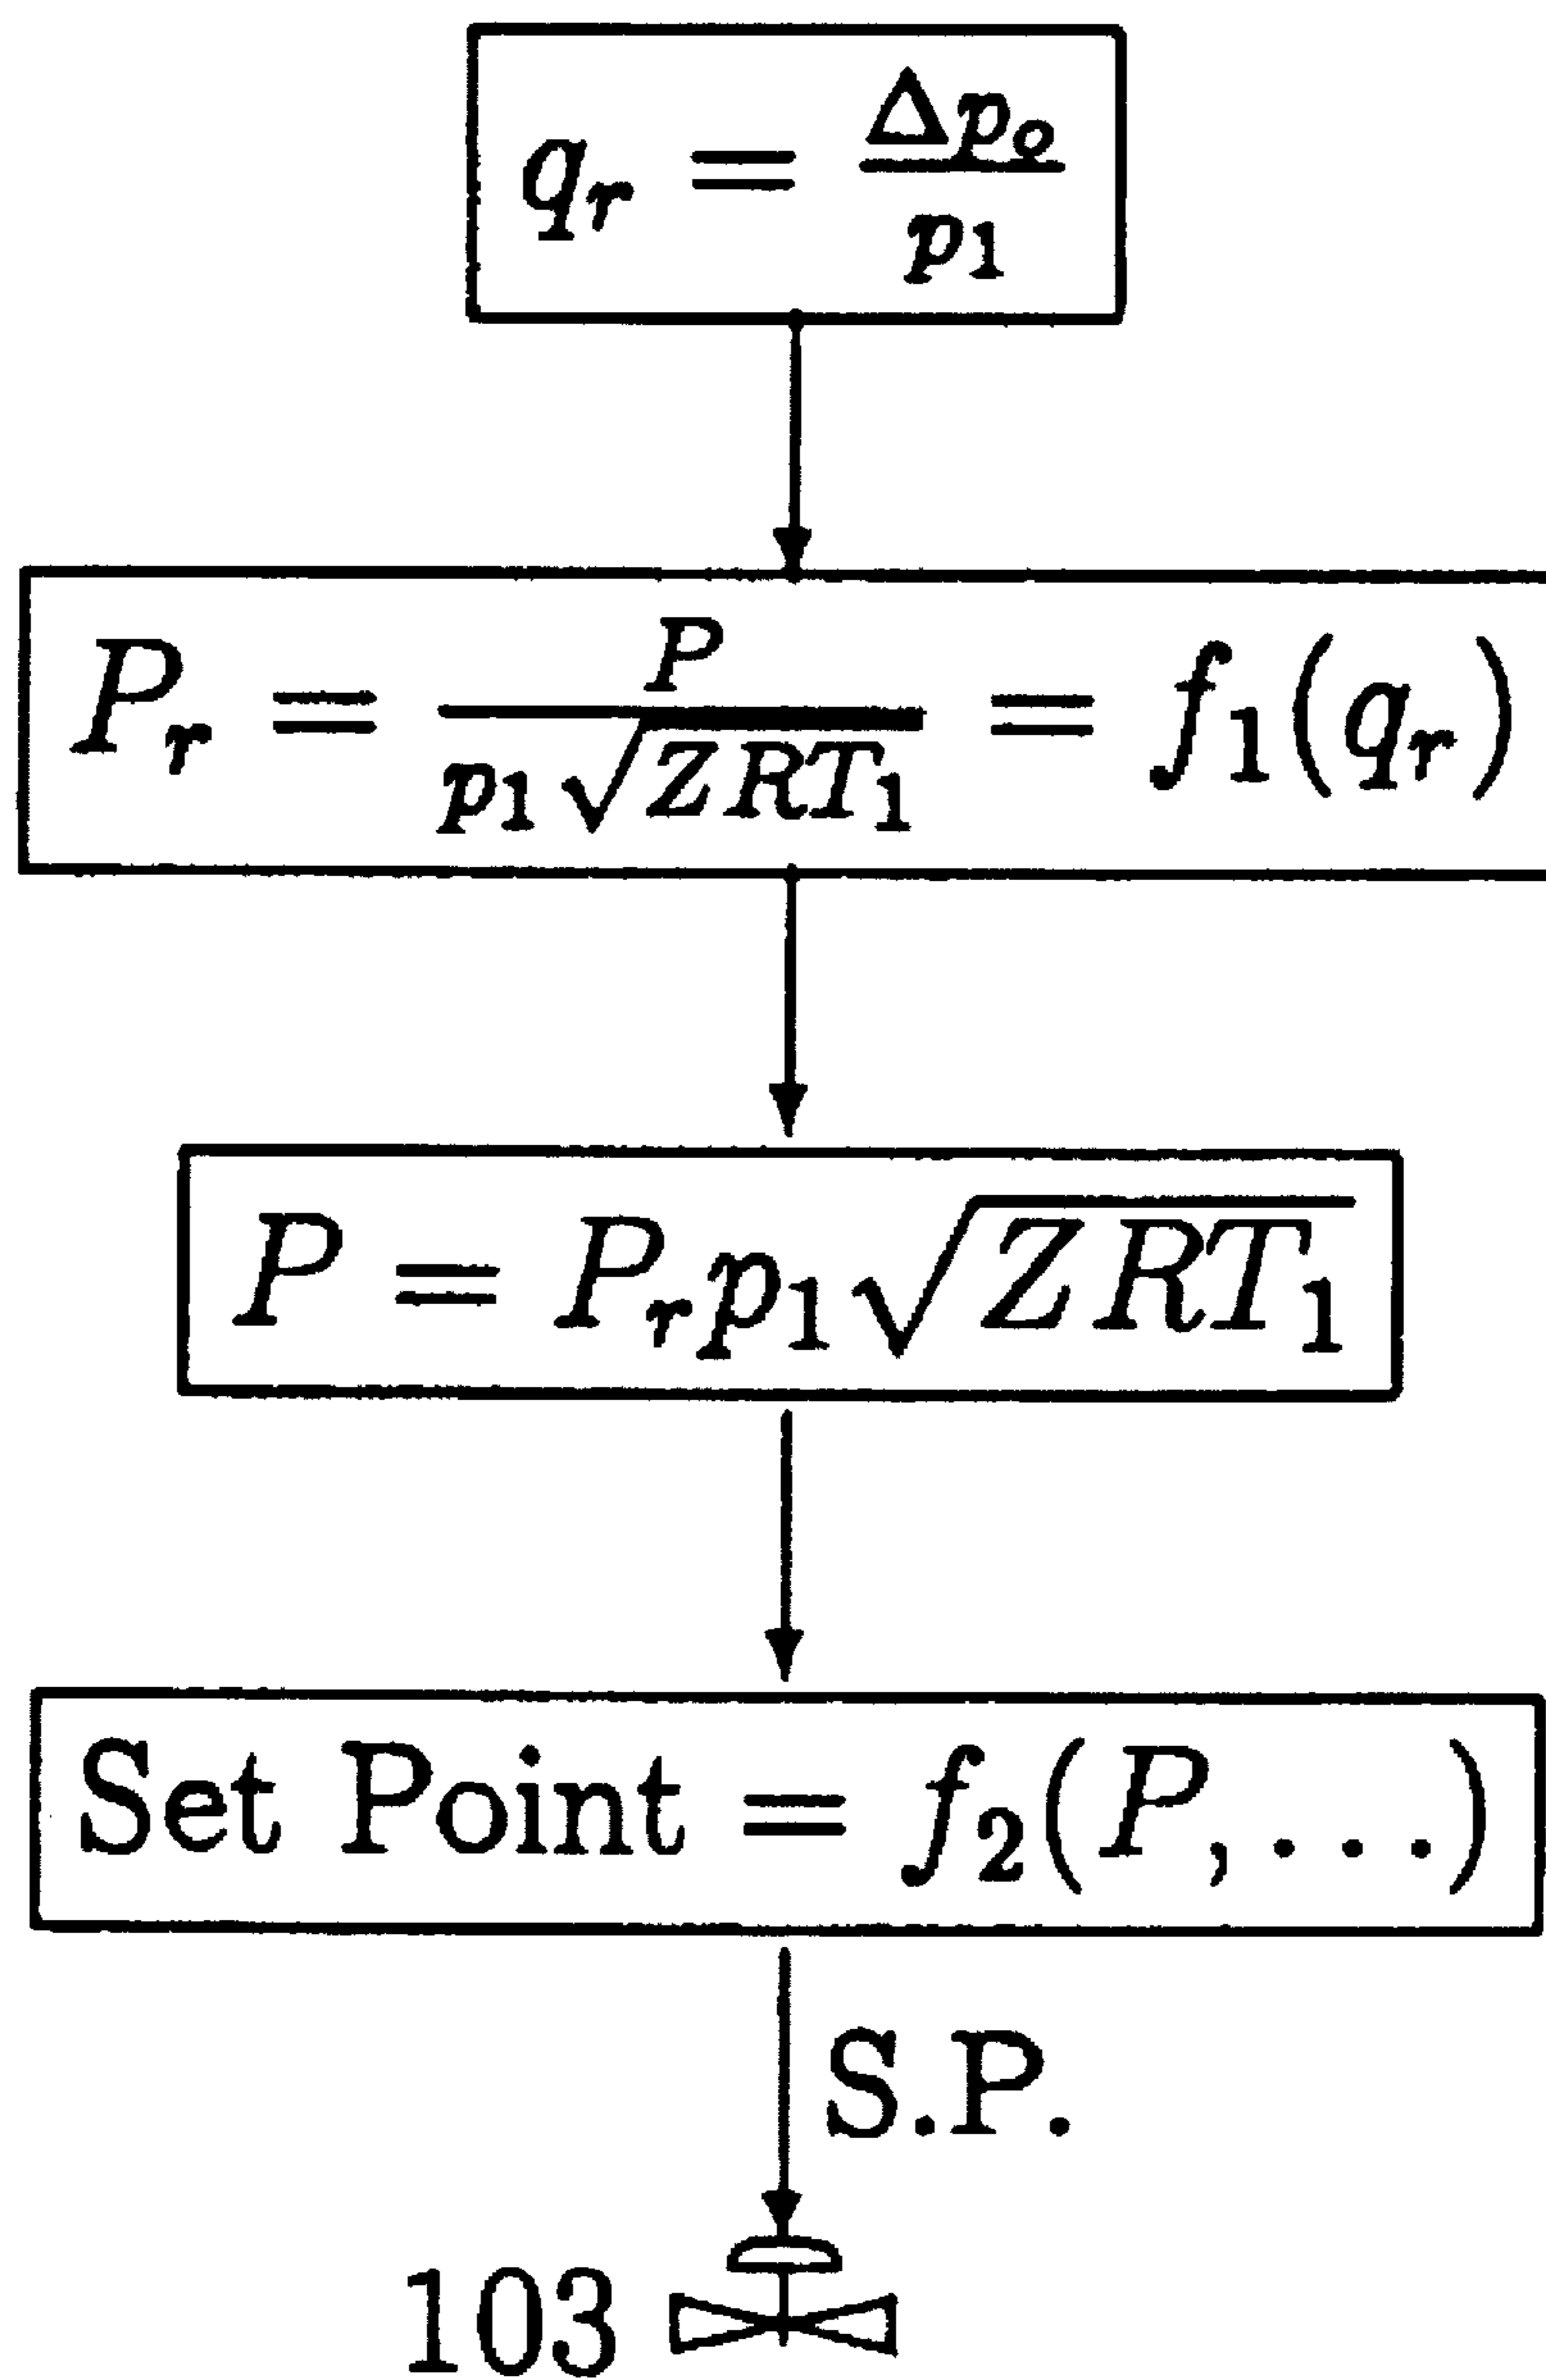 q_r = Δp_o / p_1
P_r = P / (p_1 √(ZRT_1)) = f_1(q_r)
P = P_r p_1 √(ZRT_1)
Set Point = f_2(P, ...)
S.P.
103